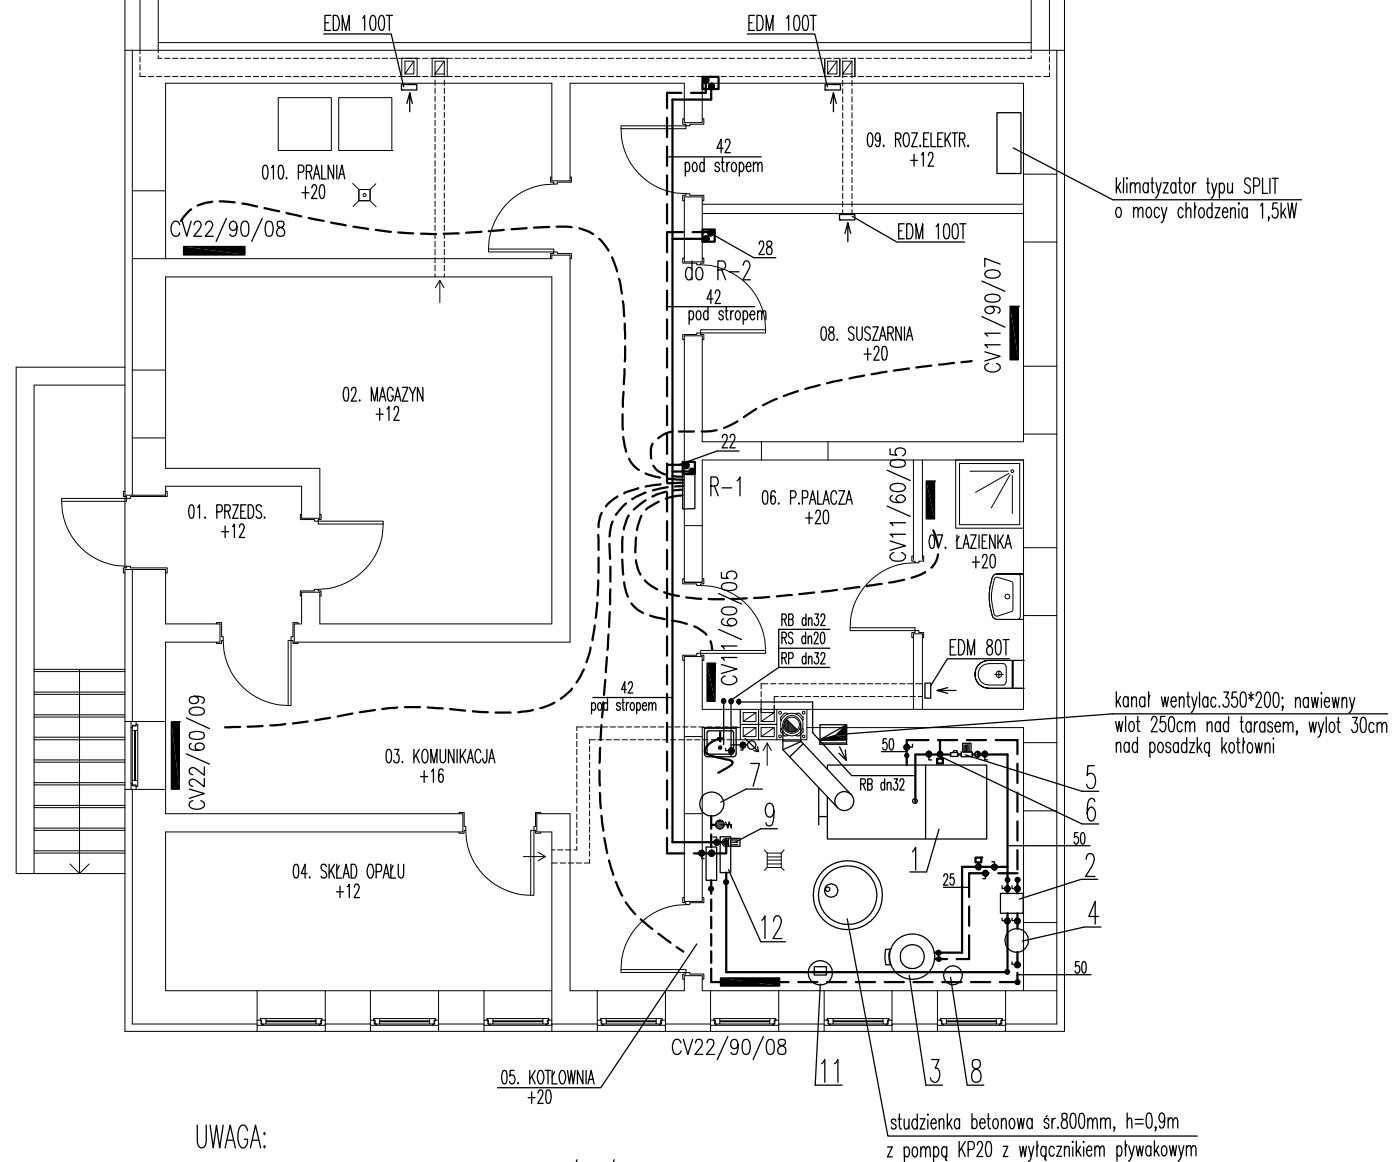 EDM 100T
EDM 100T
42
pod stropem
09. ROZ.ELEKTR.
+12
010. PRALNIA
+20
klimatyzator typu SPLIT
o mocy chłodzenia 1,5kW
CV22/90/08
EDM 100T
28
do R-2
42
pod stropem
CV11/90/07
08. SUSZARNIA
+20
02. MAGAZYN
+12
22
R-1
06. P.PALACZA
+20
CV11/60/05
01. PRZEDS.
+12
07. ŁAZIENKA
+20
CV11/60/05
RB dn32
RS dn20
RP dn32
EDM 80T
42
pod stropem
kanał wentylac.350*200; nawiewny
wlot 250cm nad tarasem, wylot 30cm
nad posadzką kotłowni
CV22/60/09
03. KOMUNIKACJA
+16
50
RB dn32
7
5
6
9
1
50
2
25
04. SKŁAD OPAŁU
+12
12
4
50
CV22/90/08
11
3
8
05. KOTŁOWNIA
+20
studzienka betonowa śr.800mm, h=0,9m
z pompą KP20 z wyłącznikiem pływakowym
UWAGA: